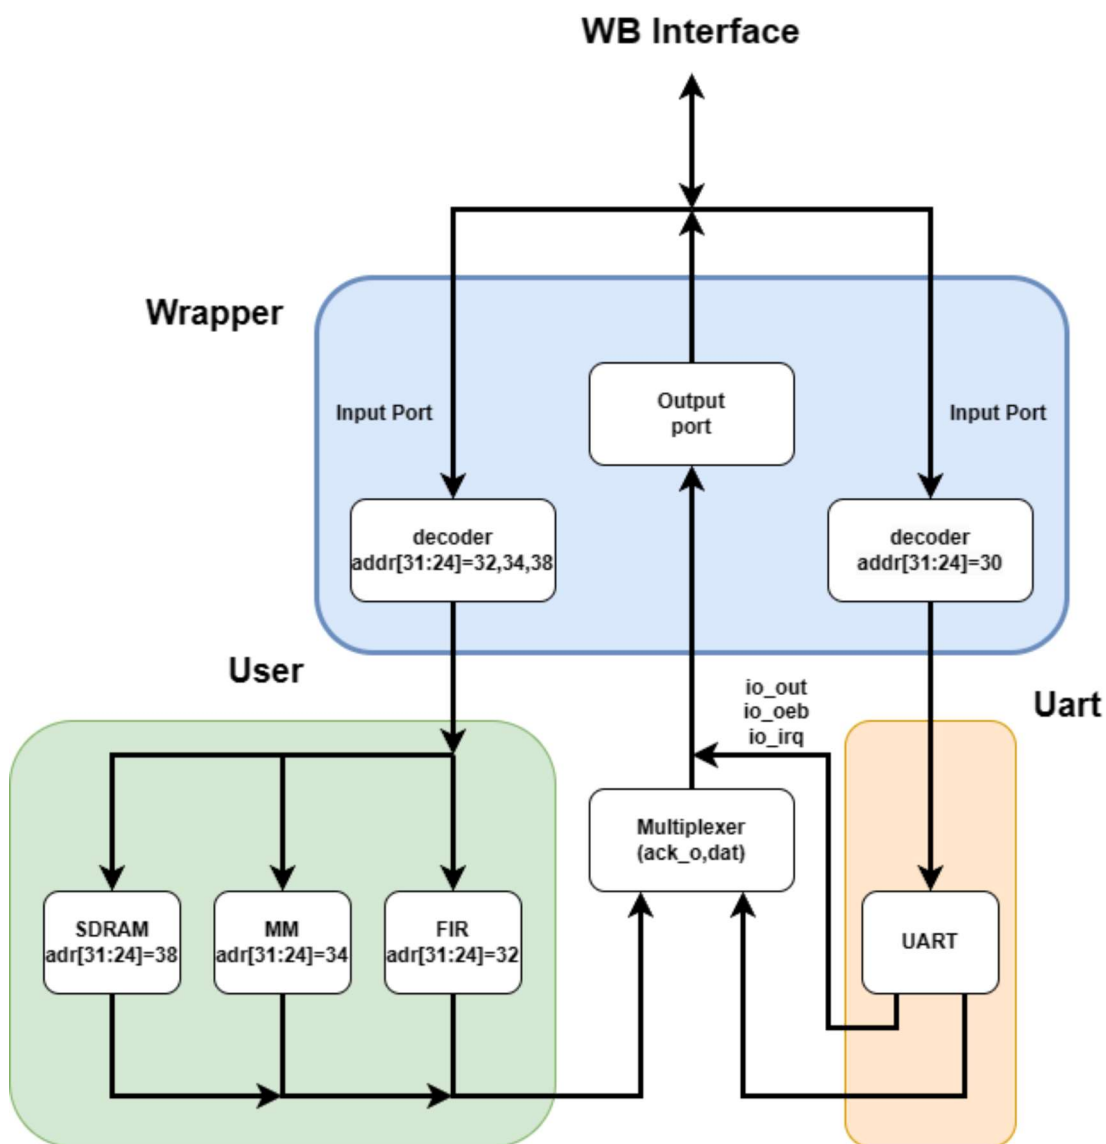 WB Interface
Wrapper
Input Port
Output
port
Input Port
decoder
addr[31:24]=32,34,38
decoder
addr[31:24]=30
User
io_out
io_oeb
io_irq
Uart
Multiplexer
(ack_o,dat)
SDRAM
adr[31:24]=38
MM
adr[31:24]=34
FIR
adr[31:24]=32
UART